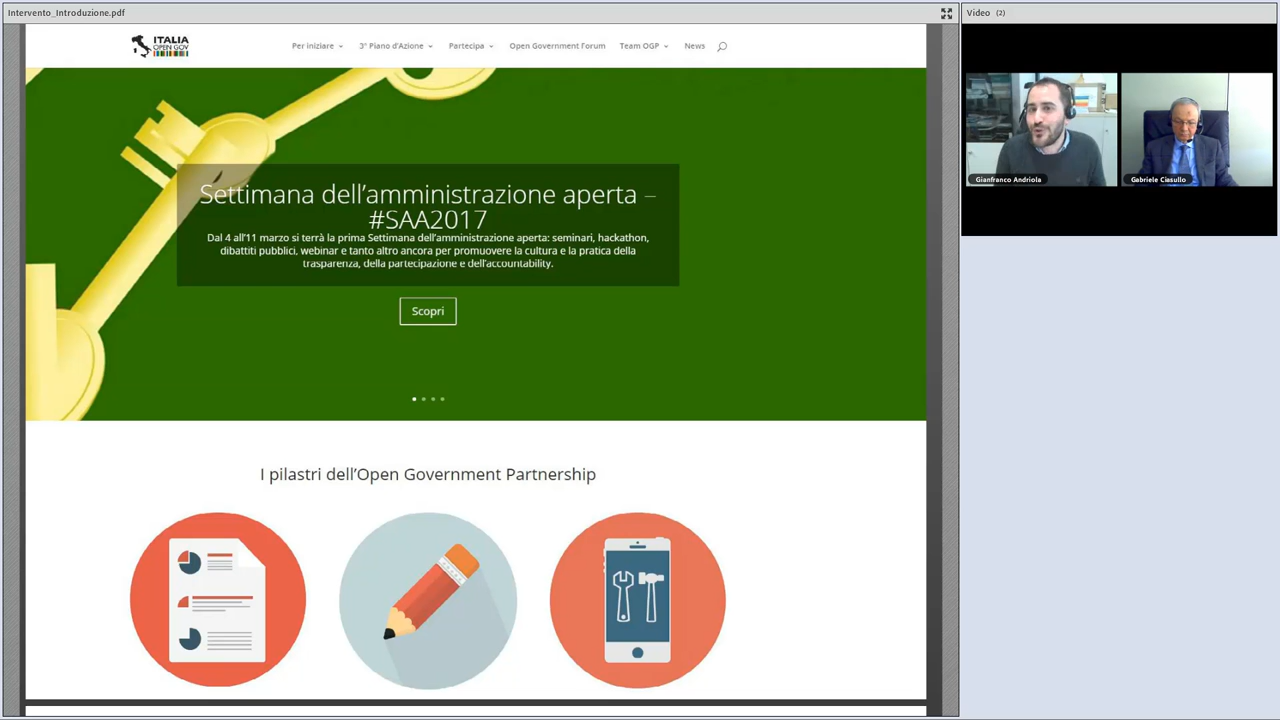 Intervento_Introduzione.pdf
Video (2)
ITALIA
OPEN GOV
Per iniziare
3° Piano d'Azione
Partecipa
Open Government Forum
Team OGP
News
Settimana dell'amministrazione aperta –
#SAA2017
Dal 4 all'11 marzo si terrà la prima Settimana dell'amministrazione aperta: seminari, hackathon,
dibattiti pubblici, webinar e tanto altro ancora per promuovere la cultura e la pratica della
trasparenza, della partecipazione e dell'accountability.
Scopri
I pilastri dell'Open Government Partnership
Gianfranco Andriola
Gabriele Ciasullo